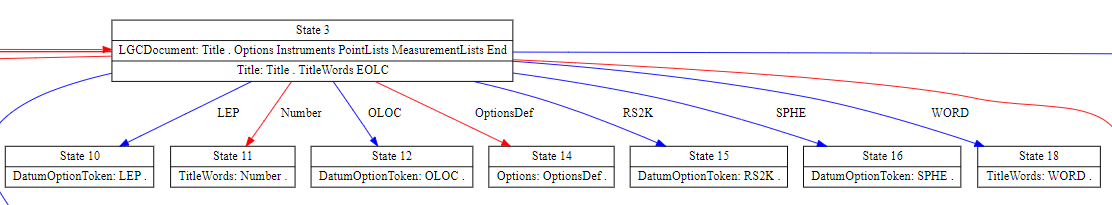 State 3
LGCDocument: Title . Options Instruments PointLists MeasurementLists End
Title: Title . TitleWords EOLC
LEP
Number
OLOC
OptionsDef
RS2K
SPHE
WORD
State 10
DatumOptionToken: LEP .
State 11
TitleWords: Number .
State 12
DatumOptionToken: OLOC .
State 14
Options: OptionsDef .
State 15
DatumOptionToken: RS2K .
State 16
DatumOptionToken: SPHE .
State 18
TitleWords: WORD .